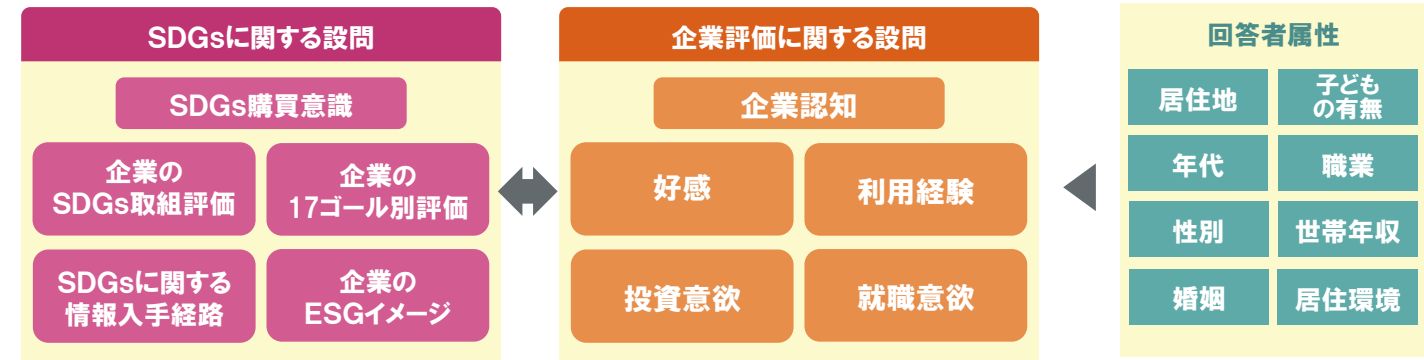 SDGsに関する設問
SDGs購買意識
企業の
SDGs取組評価
企業の
17ゴール別評価
SDGsに関する
情報入手経路
企業の
ESGイメージ
企業評価に関する設問
企業認知
好感
利用経験
投資意欲
就職意欲
回答者属性
居住地
子ども
の有無
年代
職業
性別
世帯年収
婚姻
居住環境